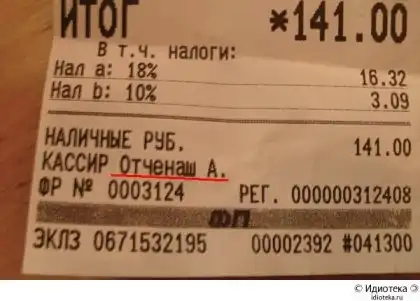 ИТОГ *141.00
В т.ч. налоги:
Нал а: 18% 16.32
Нал b: 10% 3.09
НАЛИЧНЫЕ РУБ. 141.00
КАССИР Отченаш А.
ФР № 0003124 РЕГ. 000000312408
ФП
ЭКЛЗ 0671532195 00002392 #041300
© Идиотека
idioteka.ru